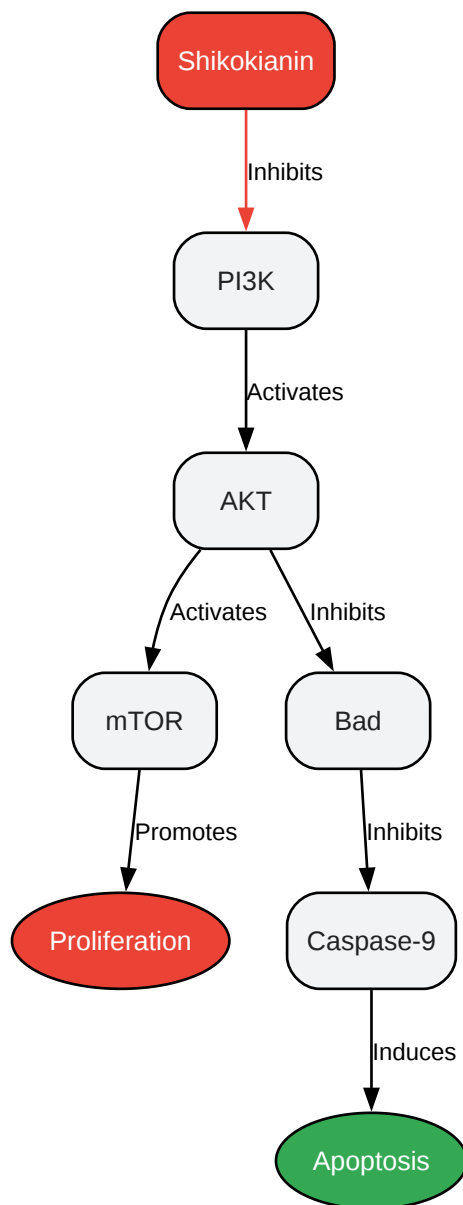 Shikokianin
Inhibits
PI3K
Activates
AKT
Activates
Inhibits
mTOR
Bad
Promotes
Inhibits
Proliferation
Caspase-9
Induces
Apoptosis